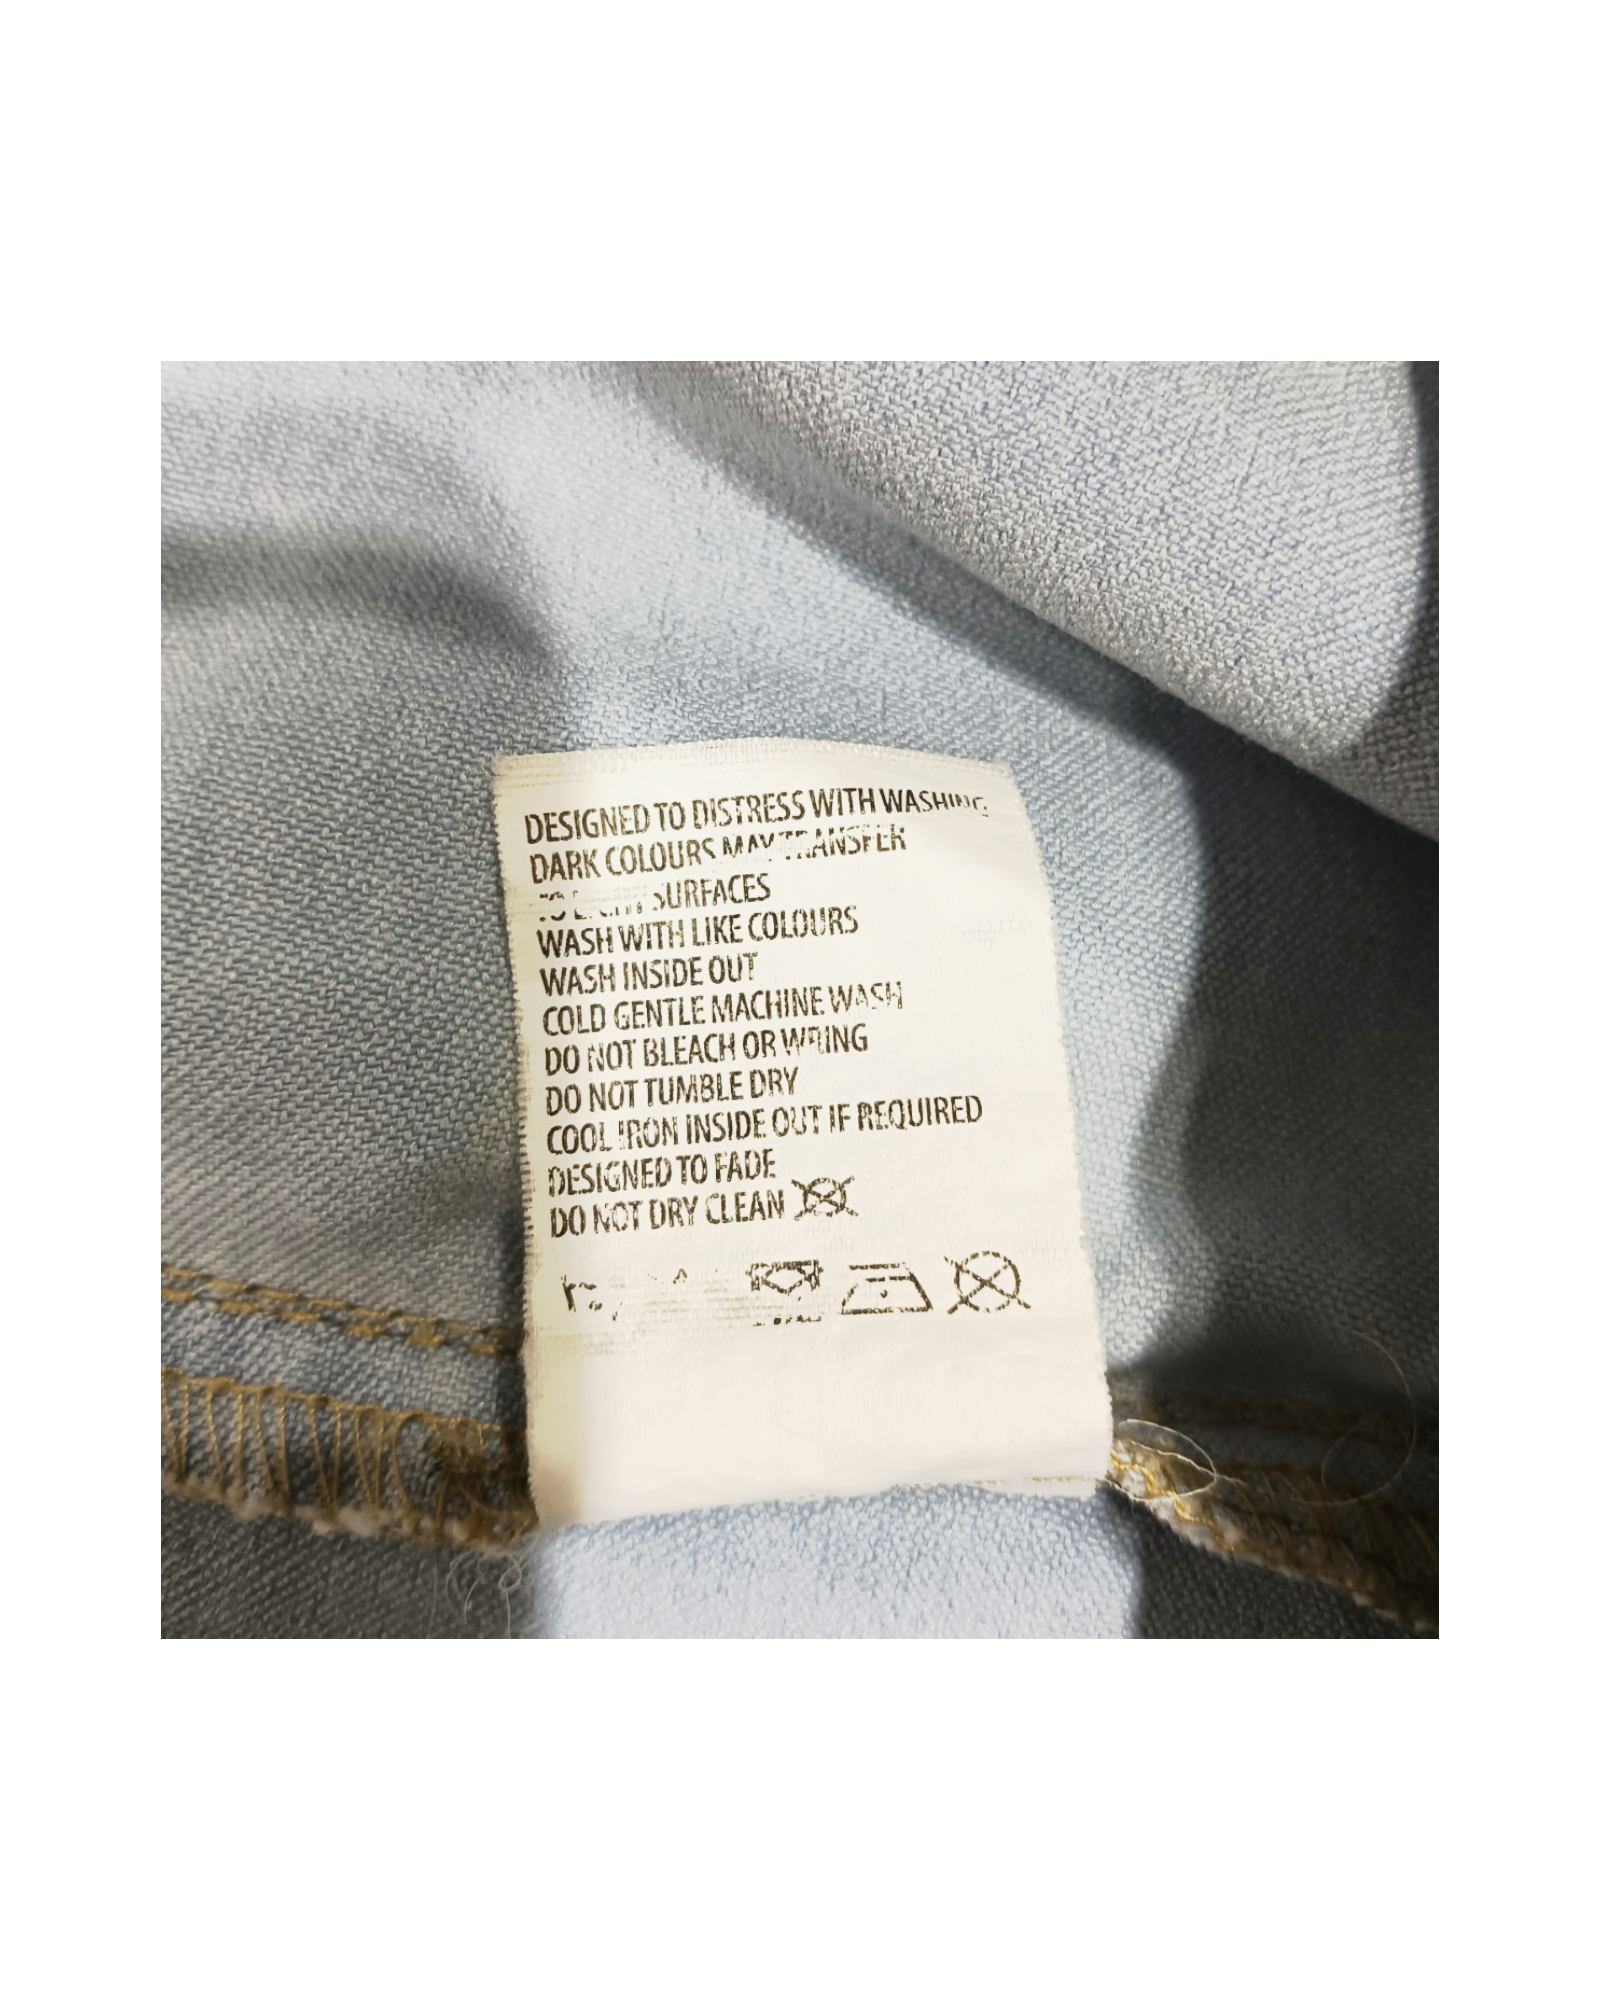 DESIGNED TO DISTRESS WITH WASHING
DARK COLOURS MAY TRANSFER
TO LIGHT SURFACES
WASH WITH LIKE COLOURS
WASH INSIDE OUT
COLD GENTLE MACHINE WASH
DO NOT BLEACH OR WRING
DO NOT TUMBLE DRY
COOL IRON INSIDE OUT IF REQUIRED
DESIGNED TO FADE
DO NOT DRY CLEAN